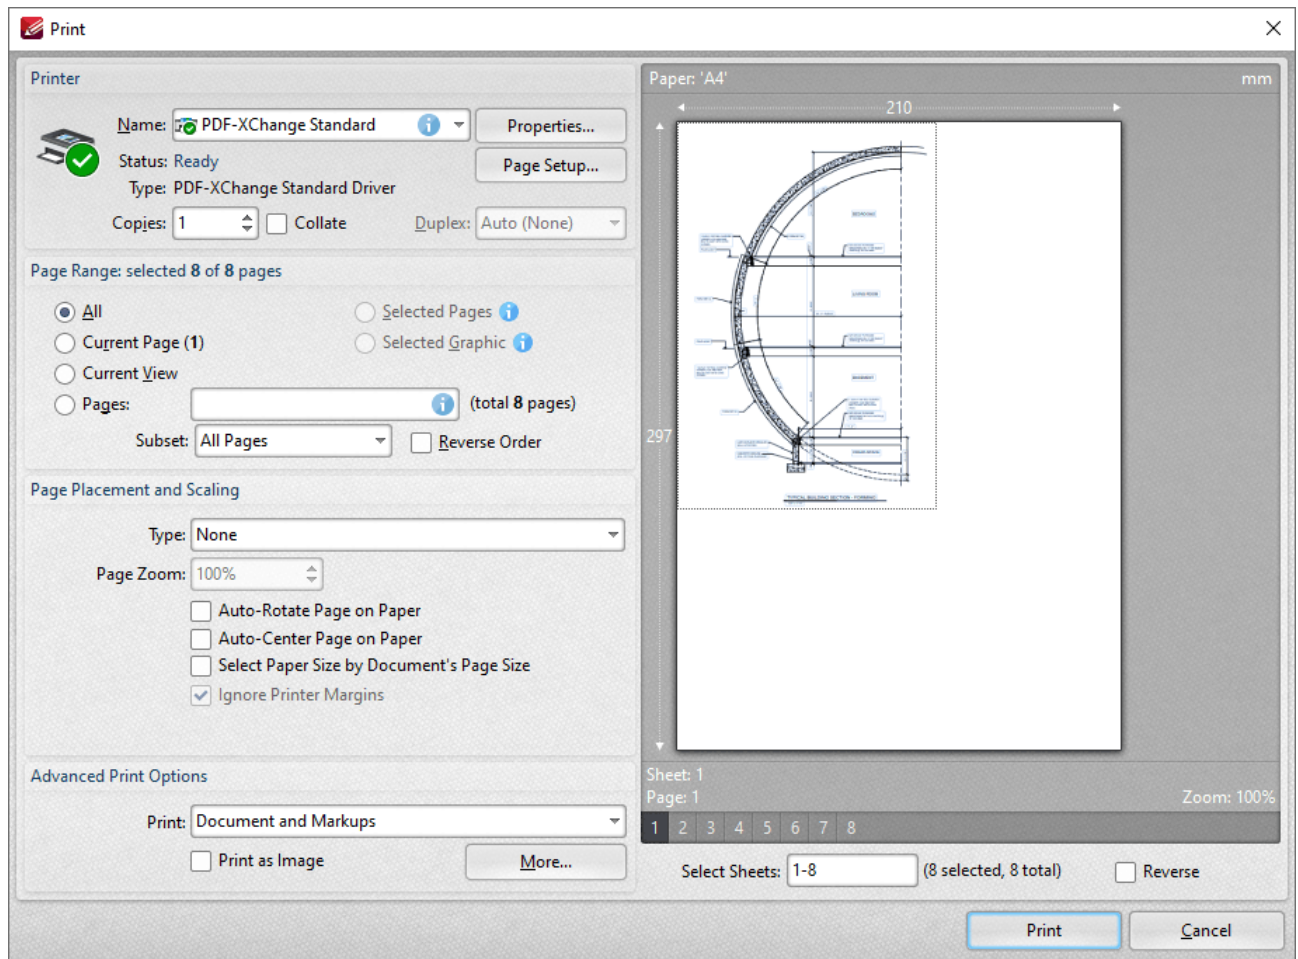 Print
Printer
Name: PDF-XChange Standard
Properties...
Status: Ready
Page Setup...
Type: PDF-XChange Standard Driver
Copies: 1
Collate
Duplex: Auto (None)
Page Range: selected 8 of 8 pages
All
Selected Pages
Current Page (1)
Selected Graphic
Current View
Pages:
(total 8 pages)
Subset: All Pages
Reverse Order
Page Placement and Scaling
Type: None
Page Zoom: 100%
Auto-Rotate Page on Paper
Auto-Center Page on Paper
Select Paper Size by Document's Page Size
Ignore Printer Margins
Advanced Print Options
Print: Document and Markups
Print as Image
More...
Paper: 'A4'
mm
210
297
TYPICAL BUILDING SECTION - FORMING
Sheet: 1
Page: 1
Zoom: 100%
1 2 3 4 5 6 7 8
Select Sheets: 1-8 (8 selected, 8 total)
Reverse
Print
Cancel